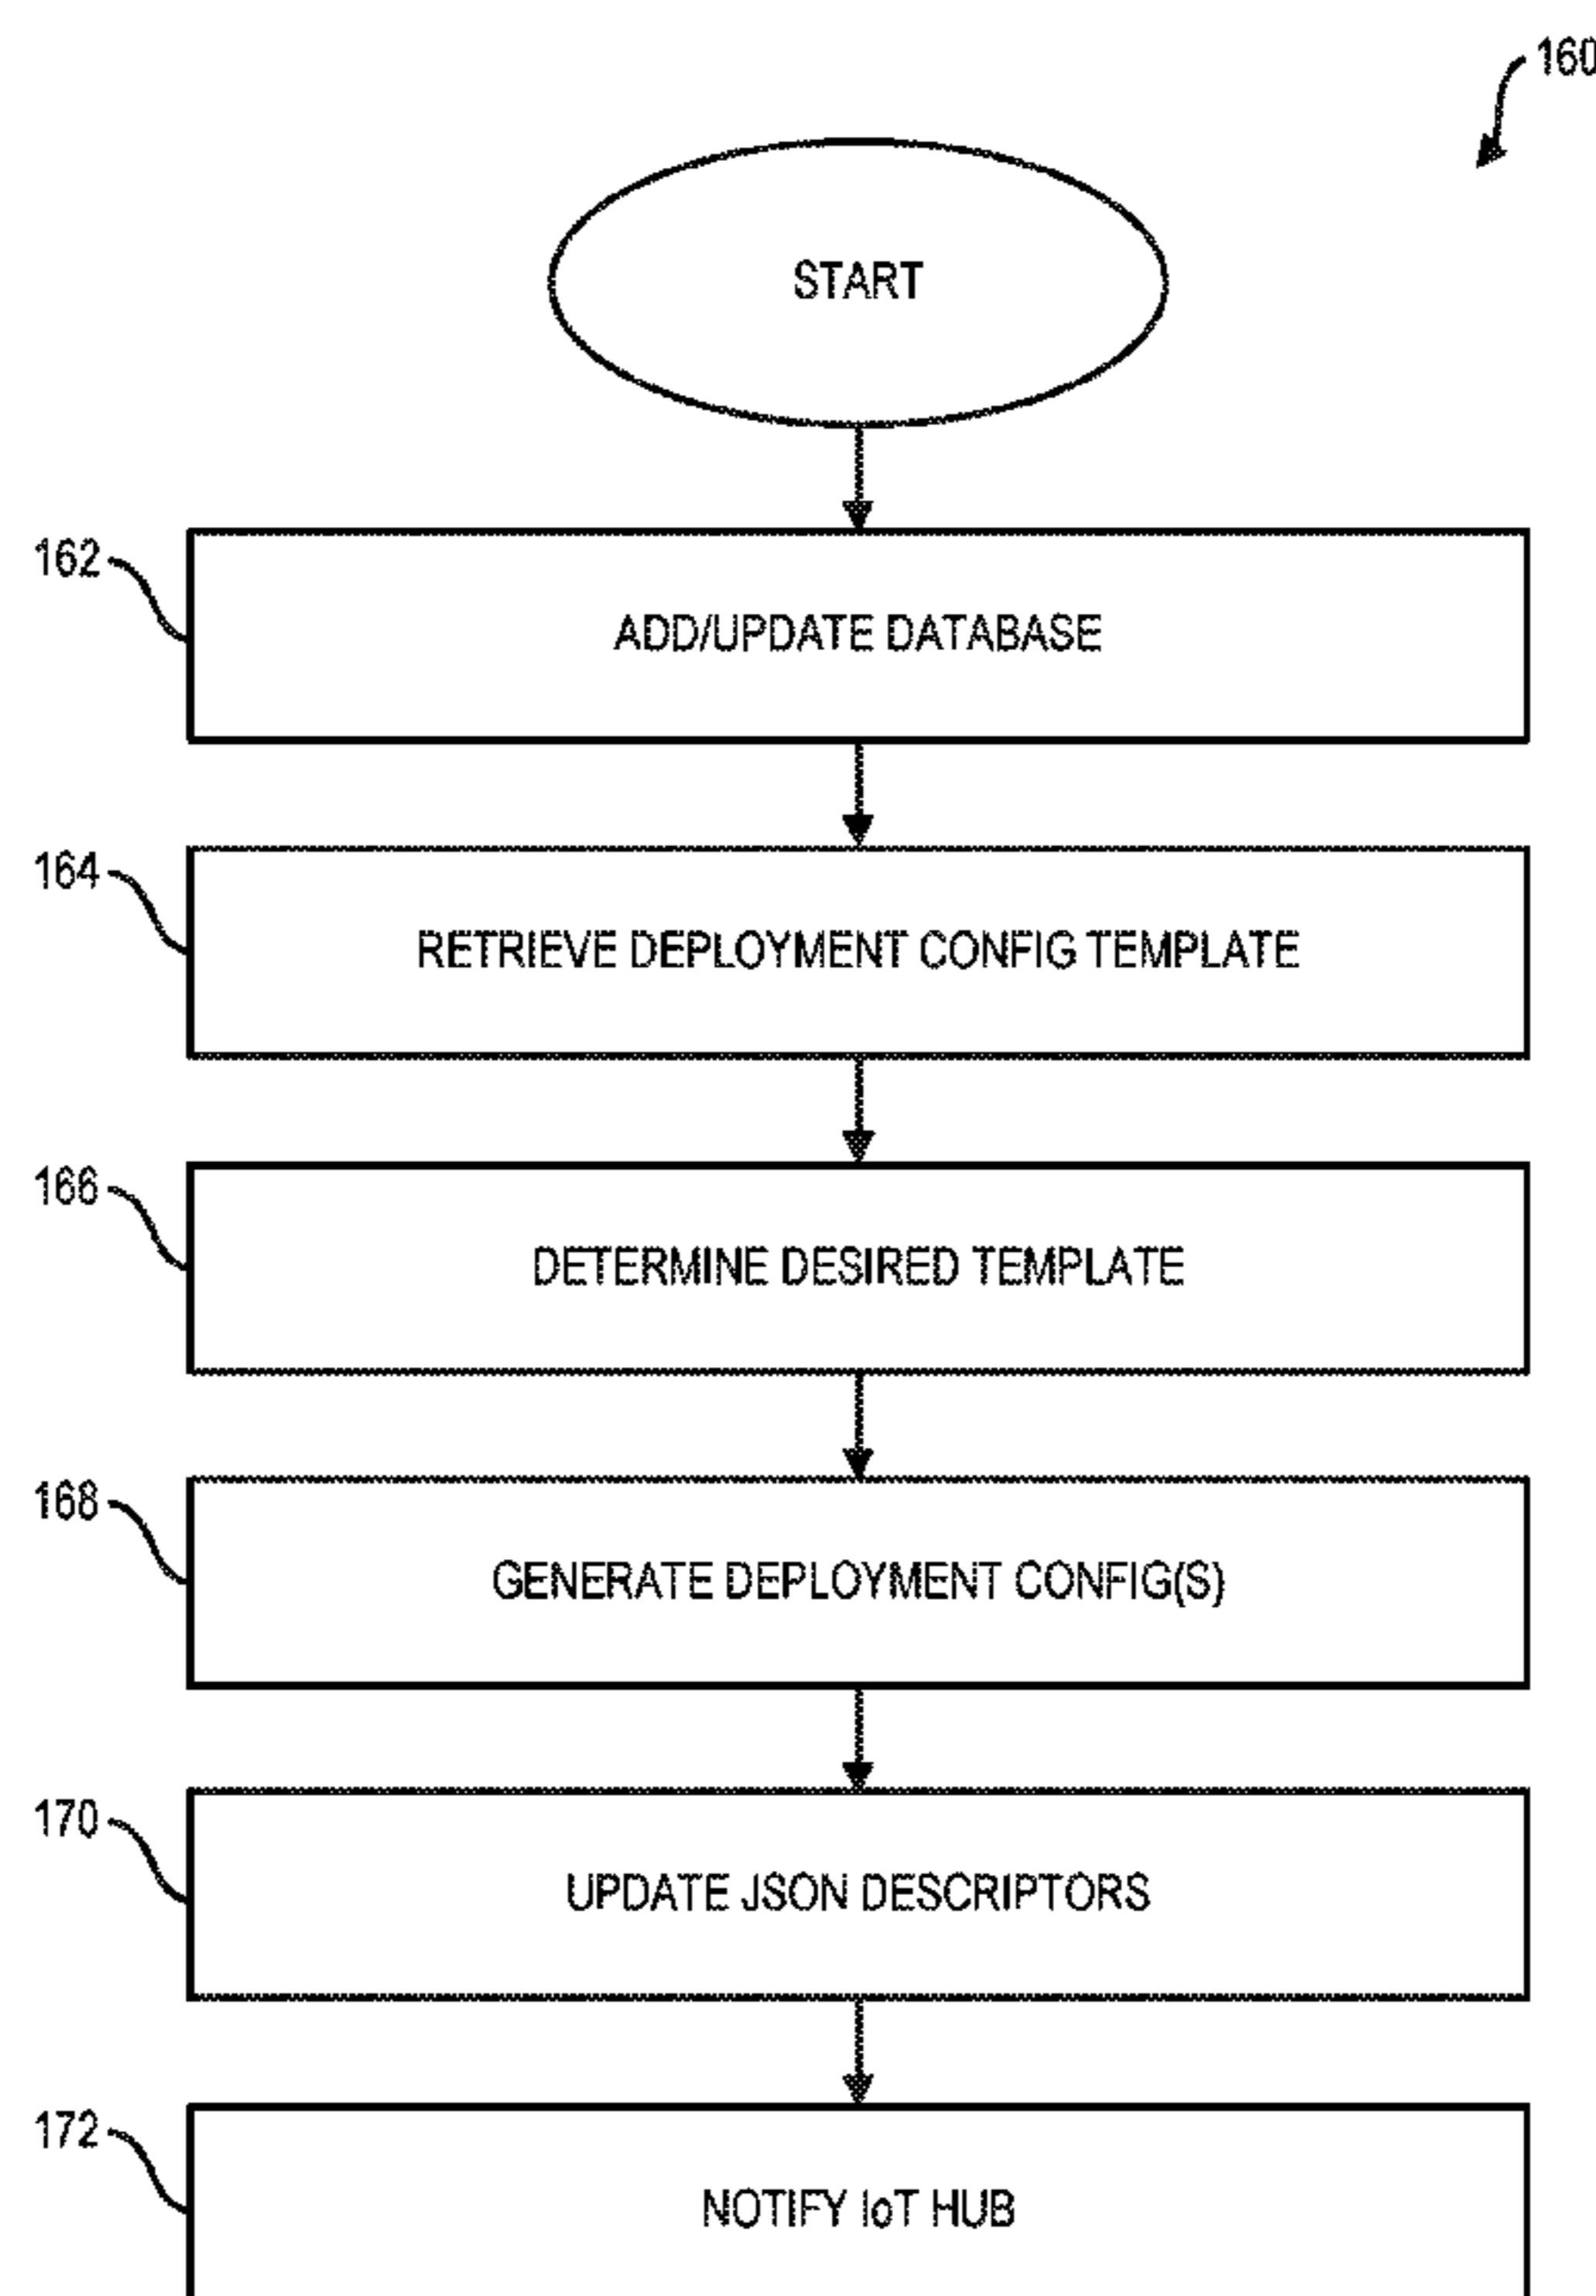 160
START
162
ADD/UPDATE DATABASE
164
RETRIEVE DEPLOYMENT CONFIG TEMPLATE
166
DETERMINE DESIRED TEMPLATE
168
GENERATE DEPLOYMENT CONFIG(S)
170
UPDATE JSON DESCRIPTORS
172
NOTIFY IoT HUB